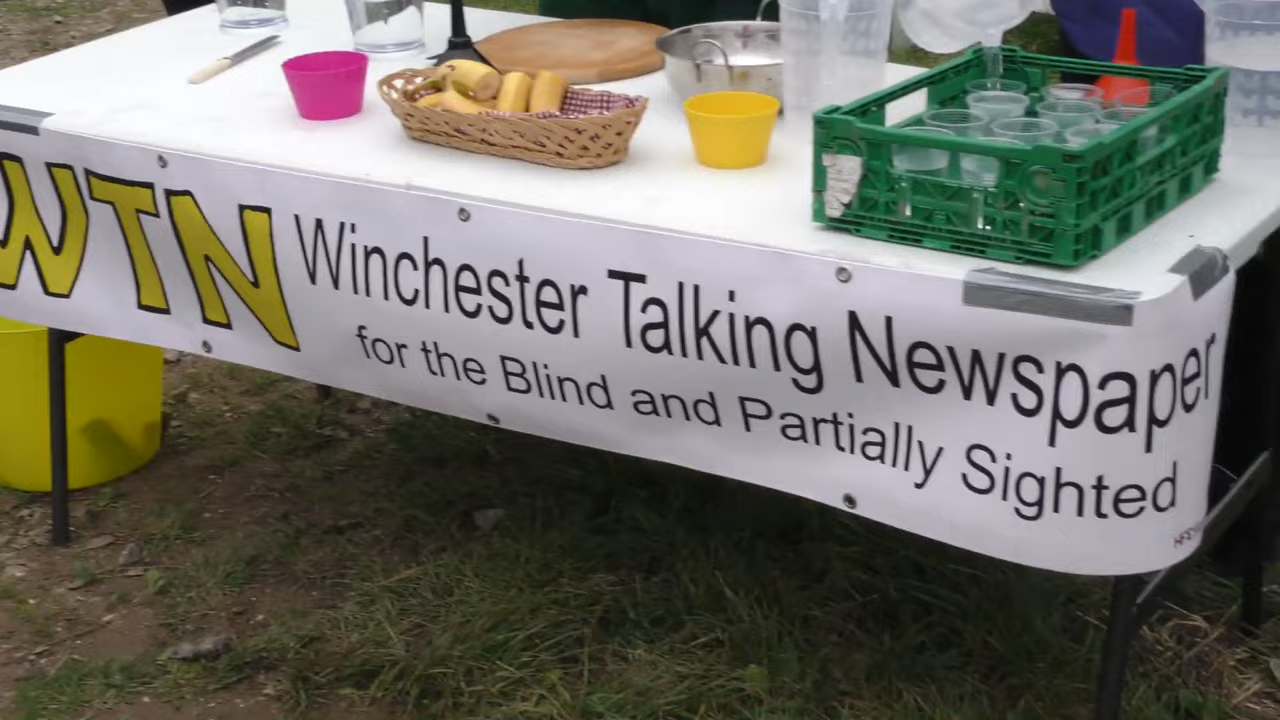 WTN
Winchester Talking Newspaper
for the Blind and Partially Sighted